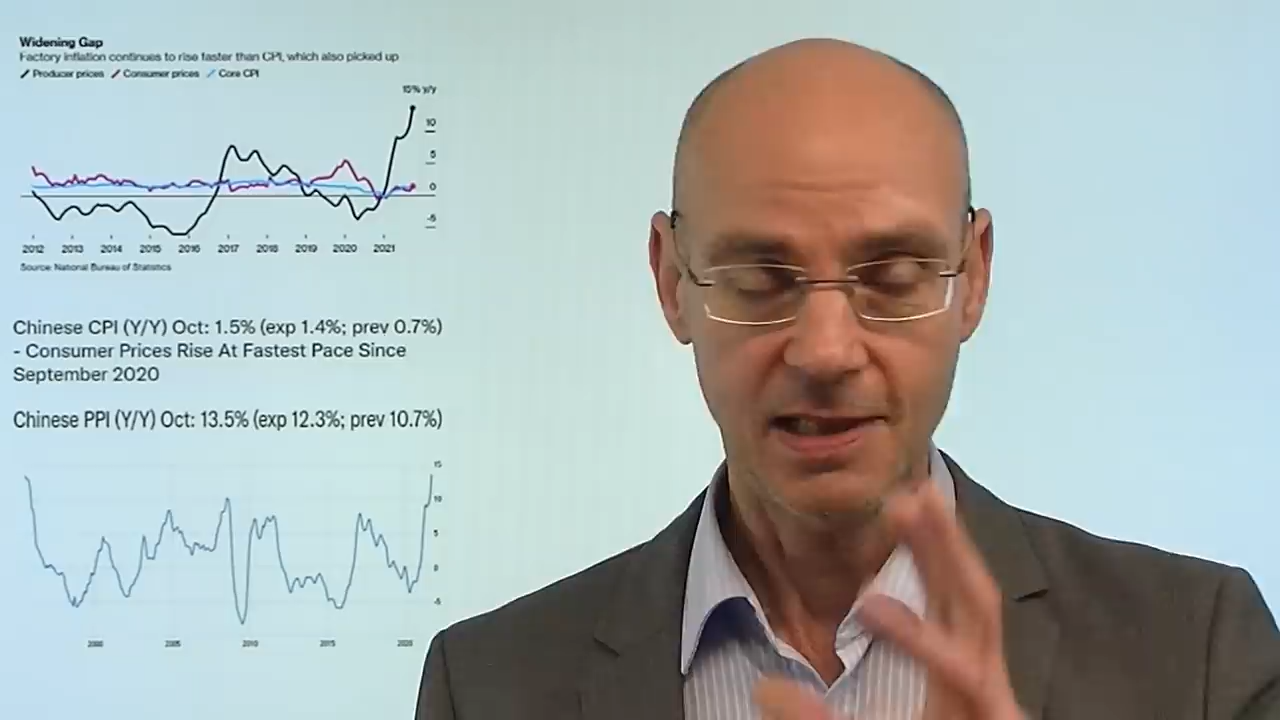 Widening Gap
Factory inflation continues to rise faster than CPI, which also picked up
Producer prices Consumer prices Core CPI
15% y/y
10
5
0
-5
2012 2013 2014 2015 2016 2017 2018 2019 2020 2021
Source: National Bureau of Statistics
Chinese CPI (Y/Y) Oct: 1.5% (exp 1.4%; prev 0.7%)
- Consumer Prices Rise At Fastest Pace Since
September 2020
Chinese PPI (Y/Y) Oct: 13.5% (exp 12.3%; prev 10.7%)
15
10
5
0
-5
2000 2005 2010 2015 2020